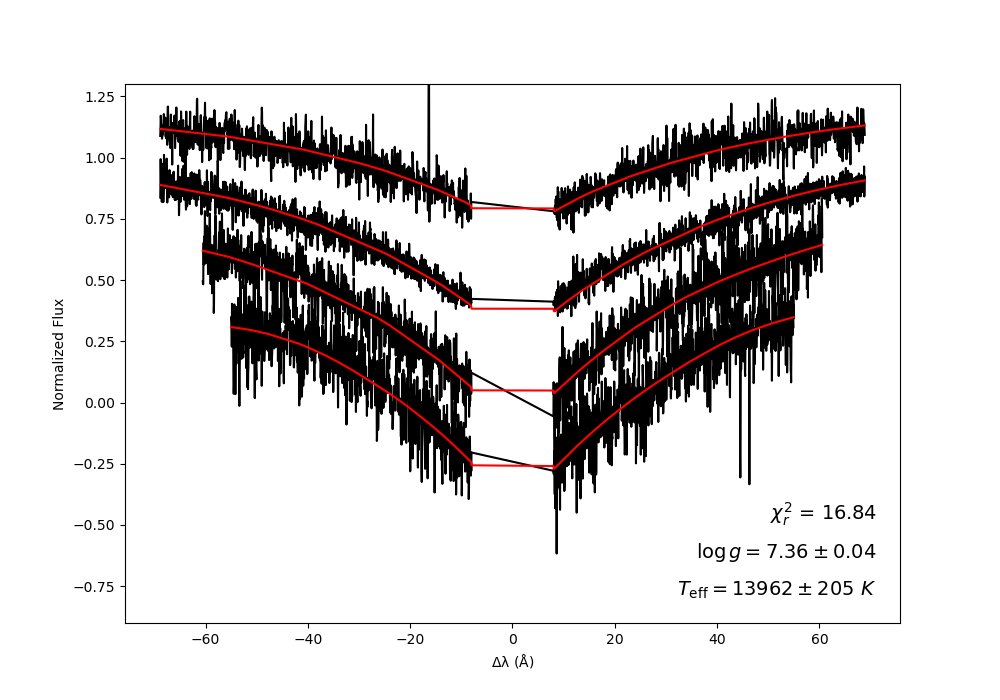 1.25
1.00
0.75
0.50
0.25
0.00
−0.25
−0.50
−0.75
Normalized Flux
χ²ᵣ = 16.84
log g = 7.36 ± 0.04
T_eff = 13962 ± 205 K
−60 −40 −20 0 20 40 60
Δλ (Å)